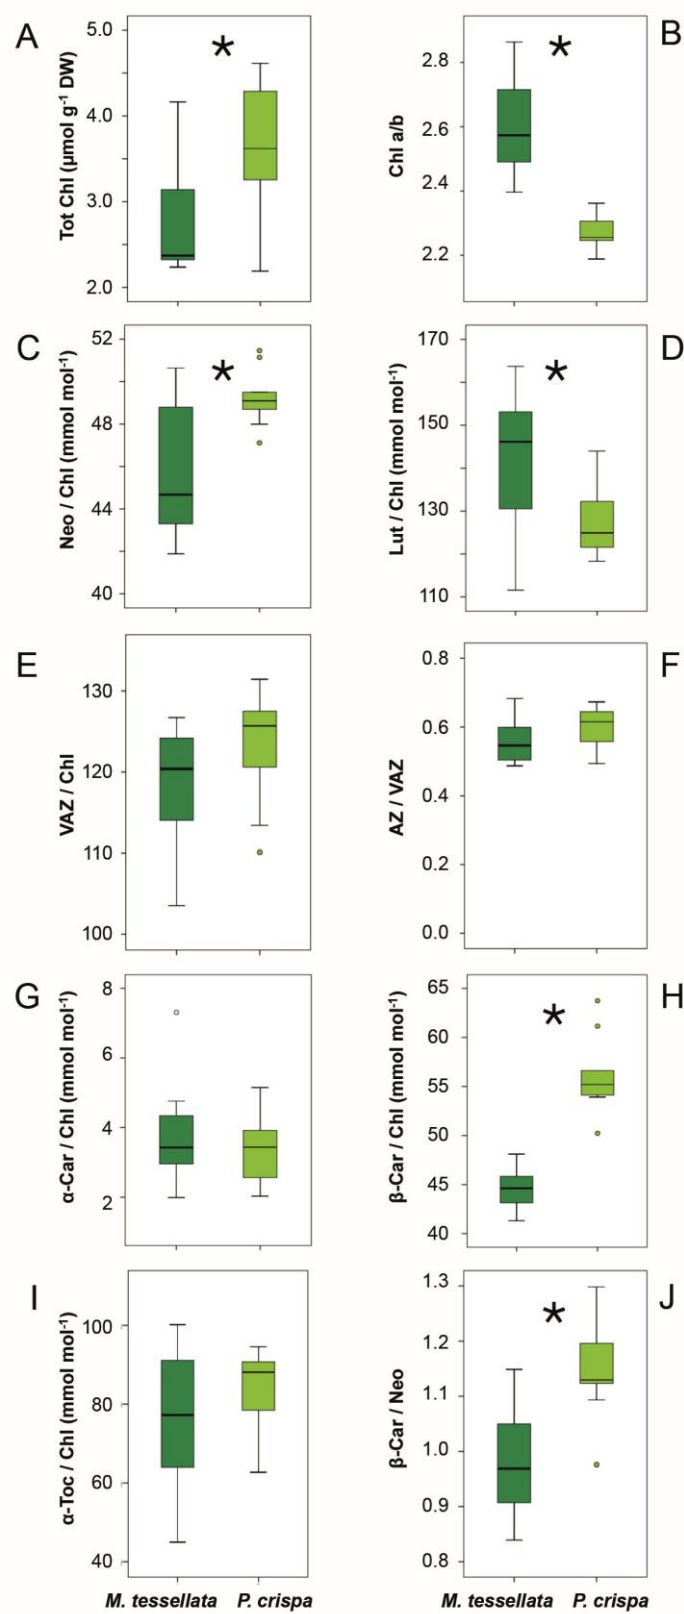 A
Tot Chl (µmol g⁻¹ DW)
5.0
4.0
3.0
2.0
*
B
Chl a/b
2.8
2.6
2.4
2.2
*
C
Neo / Chl (mmol mol⁻¹)
52
48
44
40
*
D
Lut / Chl (mmol mol⁻¹)
170
150
130
110
*
E
VAZ / Chl
130
120
110
100
F
AZ / VAZ
0.8
0.6
0.4
0.2
0.0
G
α-Car / Chl (mmol mol⁻¹)
8
6
4
2
H
β-Car / Chl (mmol mol⁻¹)
65
60
55
50
45
40
*
I
α-Toc / Chl (mmol mol⁻¹)
100
80
60
40
J
β-Car / Neo
1.3
1.2
1.1
1.0
0.9
0.8
*
M. tessellata P. crispa
M. tessellata P. crispa